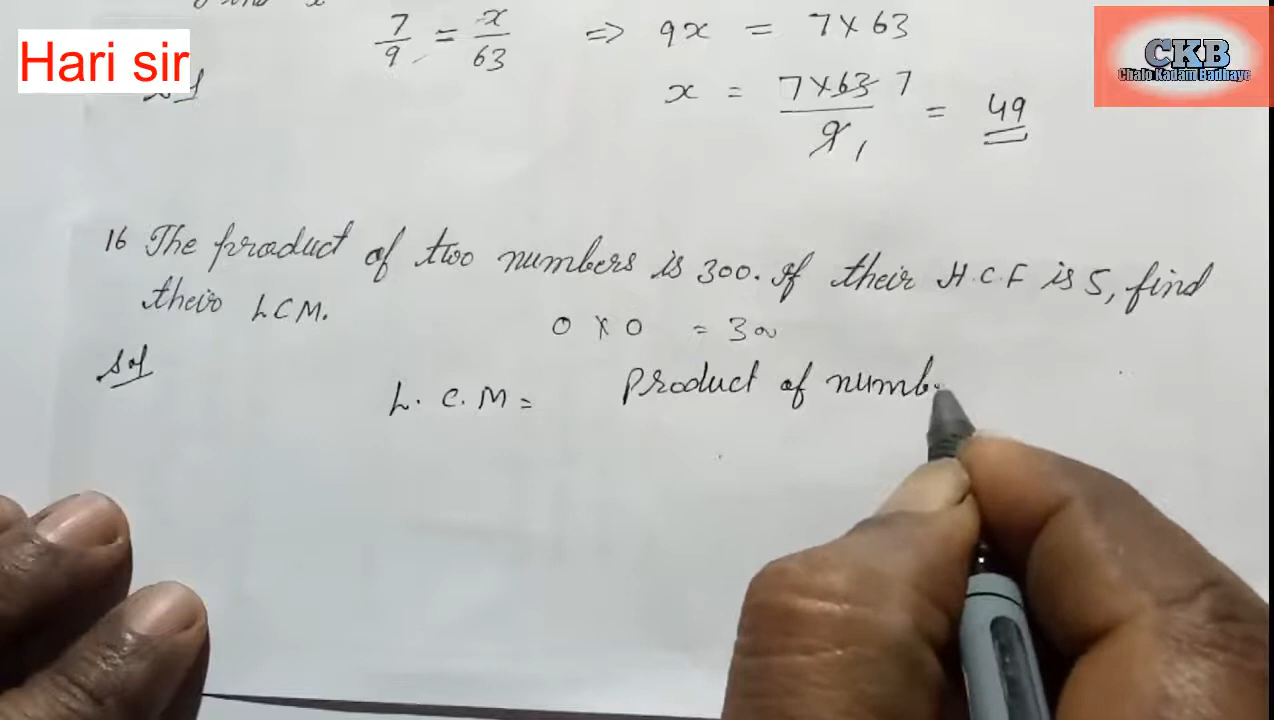 Hari sir
CKB
Chalo Kadam Badhaye
7/9 = x/63 => 9x = 7 x 63
x = 7 x 63 7 / 9 1 = 49
16 The product of two numbers is 300. If their H.C.F is 5, find
their LCM.
0 x 0 = 300
Sol
L. C. M = Product of numb